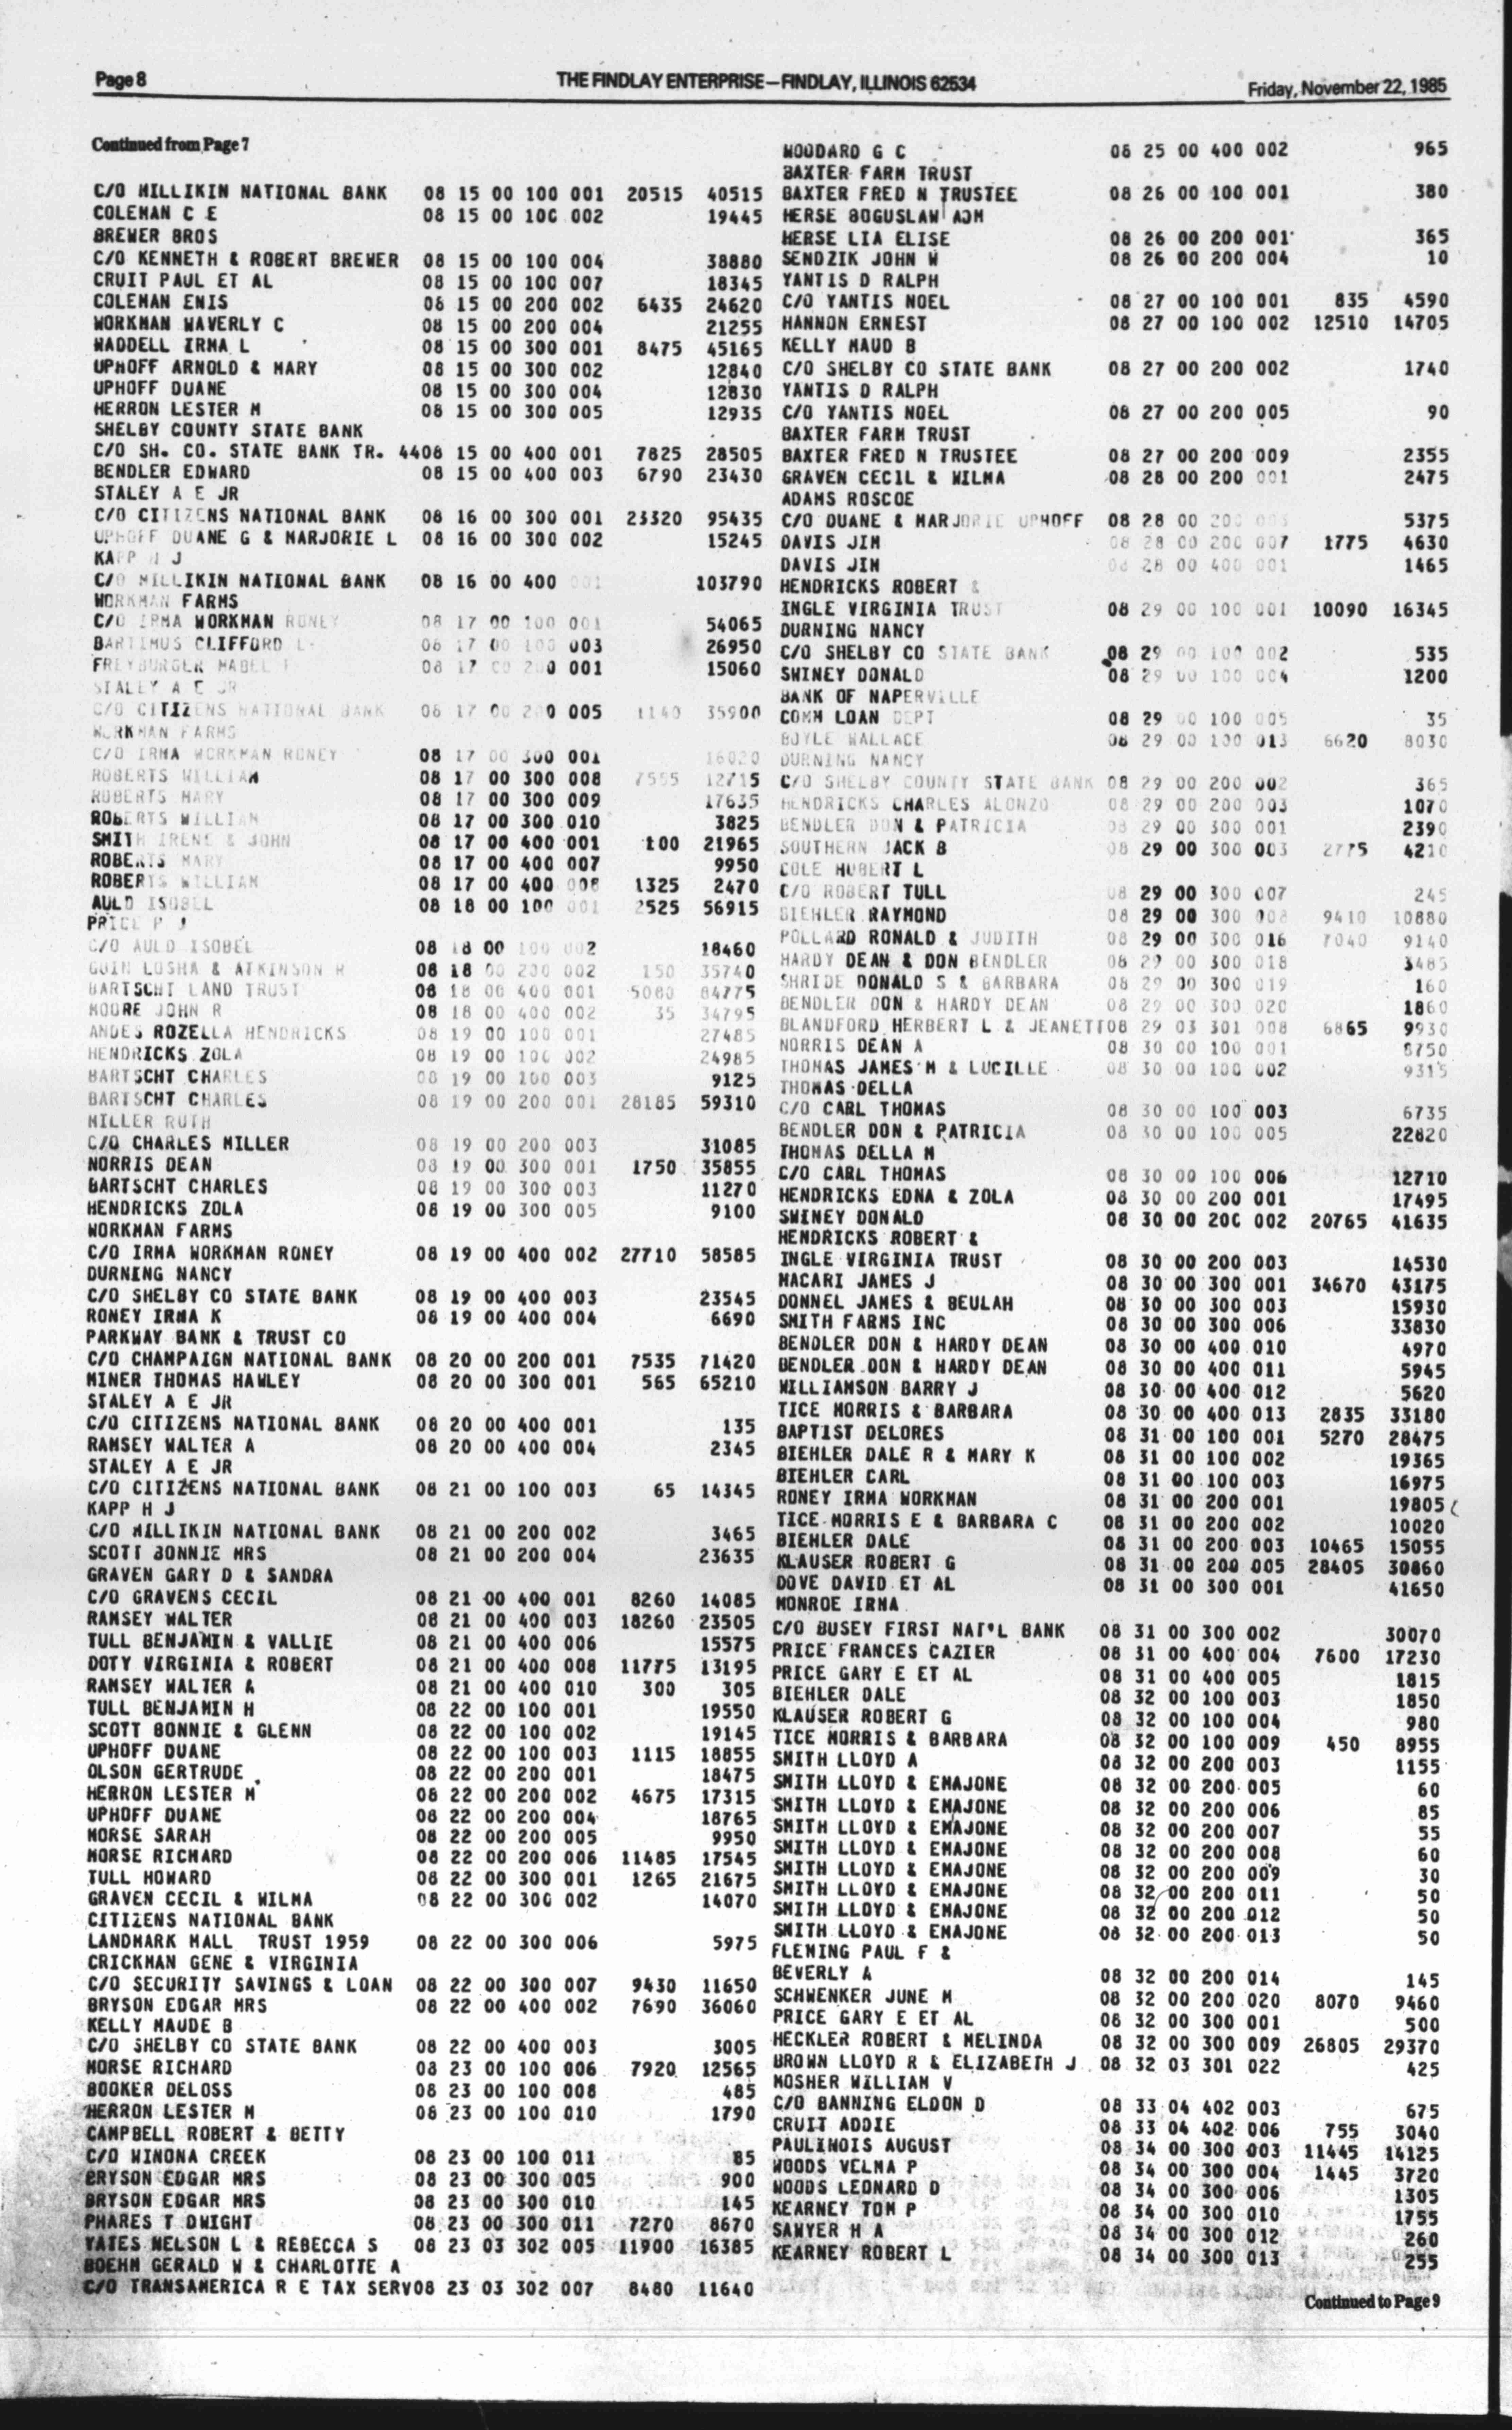 Page 8
THE FINDLAY ENTERPRISE—FINDLAY, ILLINOIS 62534
Friday, November 22, 1985
Continued from Page 7
C/O MILLIKIN NATIONAL BANK 08 15 00 100 001 20515 40515
COLEMAN C E 08 15 00 100 002 19445
BREWER BROS
C/O KENNETH & ROBERT BREWER 08 15 00 100 004 38880
CRUIT PAUL ET AL 08 15 00 100 007 18345
COLEMAN ENIS 08 15 00 200 002 6435 24620
WORKMAN WAVERLY C 08 15 00 200 004 21255
WADDELL IRMA L 08 15 00 300 001 8475 45165
UPHOFF ARNOLD & MARY 08 15 00 300 002 12840
UPHOFF DUANE 08 15 00 300 004 12830
HERRON LESTER M 08 15 00 300 005 12935
SHELBY COUNTY STATE BANK
C/O SH. CO. STATE BANK TR. 4408 15 00 400 001 7825 28505
BENDLER EDWARD 08 15 00 400 003 6790 23430
STALEY A E JR
C/O CITIZENS NATIONAL BANK 08 16 00 300 001 23320 95435
UPHOFF DUANE G & MARJORIE L 08 16 00 300 002 15245
KAPP H J
C/O MILLIKIN NATIONAL BANK 08 16 00 400 001 103790
WORKMAN FARMS
C/O IRMA WORKMAN RONEY 08 17 00 100 001 54065
BARTIMUS CLIFFORD L 08 17 00 100 003 26950
FREYBURGER MABEL F 08 17 00 200 001 15060
STALEY A E JR
C/O CITIZENS NATIONAL BANK 08 17 00 200 005 1140 35900
WORKMAN FARMS
C/O IRMA WORKMAN RONEY 08 17 00 300 001 16020
ROBERTS WILLIAM 08 17 00 300 008 7555 12715
ROBERTS MARY 08 17 00 300 009 17635
ROBERTS WILLIAM 08 17 00 300 010 3825
SMITH IRENE & JOHN 08 17 00 400 001 100 21965
ROBERTS MARY 08 17 00 400 007 9950
ROBERTS WILLIAM 08 17 00 400 008 1325 2470
AULD ISOBEL 08 18 00 100 001 2525 56915
PRICE P J
C/O AULD ISOBEL 08 18 00 100 002 18460
GUIN LOSHA & ATKINSON R 08 18 00 200 002 150 35740
BARTSCHT LAND TRUST 08 18 00 400 001 5080 84775
MOORE JOHN R 08 18 00 400 002 35 34795
ANDES ROZELLA HENDRICKS 08 19 00 100 001 27485
HENDRICKS ZOLA 08 19 00 100 002 24985
BARTSCHT CHARLES 08 19 00 100 003 9125
BARTSCHT CHARLES 08 19 00 200 001 28185 59310
MILLER RUTH
C/O CHARLES MILLER 08 19 00 200 003 31085
NORRIS DEAN 08 19 00 300 001 1750 35855
BARTSCHT CHARLES 08 19 00 300 003 11270
HENDRICKS ZOLA 08 19 00 300 005 9100
WORKMAN FARMS
C/O IRMA WORKMAN RONEY 08 19 00 400 002 27710 58585
DURNING NANCY
C/O SHELBY CO STATE BANK 08 19 00 400 003 23545
RONEY IRMA K 08 19 00 400 004 6690
PARKWAY BANK & TRUST CO
C/O CHAMPAIGN NATIONAL BANK 08 20 00 200 001 7535 71420
MINER THOMAS HAWLEY 08 20 00 300 001 565 65210
STALEY A E JR
C/O CITIZENS NATIONAL BANK 08 20 00 400 001 135
RAMSEY WALTER A 08 20 00 400 004 2345
STALEY A E JR
C/O CITIZENS NATIONAL BANK 08 21 00 100 003 65 14345
KAPP H J
C/O MILLIKIN NATIONAL BANK 08 21 00 200 002 3465
SCOTT BONNIE MRS 08 21 00 200 004 23635
GRAVEN GARY D & SANDRA
C/O GRAVENS CECIL 08 21 00 400 001 8260 14085
RAMSEY WALTER 08 21 00 400 003 18260 23505
TULL BENJAMIN & VALLIE 08 21 00 400 006 15575
DOTY VIRGINIA & ROBERT 08 21 00 400 008 11775 13195
RAMSEY WALTER A 08 21 00 400 010 300 305
TULL BENJAMIN H 08 22 00 100 001 19550
SCOTT BONNIE & GLENN 08 22 00 100 002 19145
UPHOFF DUANE 08 22 00 100 003 1115 18855
OLSON GERTRUDE 08 22 00 200 001 18475
HERRON LESTER M 08 22 00 200 002 4675 17315
UPHOFF DUANE 08 22 00 200 004 18765
MORSE SARAH 08 22 00 200 005 9950
MORSE RICHARD 08 22 00 200 006 11485 17545
TULL HOWARD 08 22 00 300 001 1265 21675
GRAVEN CECIL & WILMA 08 22 00 300 002 14070
CITIZENS NATIONAL BANK
LANDMARK MALL TRUST 1959 08 22 00 300 006 5975
CRICKMAN GENE & VIRGINIA
C/O SECURITY SAVINGS & LOAN 08 22 00 300 007 9430 11650
BRYSON EDGAR MRS 08 22 00 400 002 7690 36060
KELLY MAUDE B
C/O SHELBY CO STATE BANK 08 22 00 400 003 3005
MORSE RICHARD 08 23 00 100 006 7920 12565
BOOKER DELOSS 08 23 00 100 008 485
HERRON LESTER M 08 23 00 100 010 1790
CAMPBELL ROBERT & BETTY
C/O WINONA CREEK 08 23 00 100 011 85
BRYSON EDGAR MRS 08 23 00 300 005 900
BRYSON EDGAR MRS 08 23 00 300 010 145
PHARES T DWIGHT 08 23 00 300 011 7270 8670
YATES NELSON L & REBECCA S 08 23 03 302 005 11900 16385
BOEHM GERALD W & CHARLOTTE A
C/O TRANSAMERICA R E TAX SERV08 23 03 302 007 8480 11640
WOODARD G C 08 25 00 400 002 965
BAXTER FARM TRUST
BAXTER FRED N TRUSTEE 08 26 00 100 001 380
HERSE BOGUSLAW ADM
HERSE LIA ELISE 08 26 00 200 001 365
SENDZIK JOHN W 08 26 00 200 004 10
YANTIS D RALPH
C/O YANTIS NOEL 08 27 00 100 001 835 4590
HANNON ERNEST 08 27 00 100 002 12510 14705
KELLY MAUD B
C/O SHELBY CO STATE BANK 08 27 00 200 002 1740
YANTIS D RALPH
C/O YANTIS NOEL 08 27 00 200 005 90
BAXTER FARM TRUST
BAXTER FRED N TRUSTEE 08 27 00 200 009 2355
GRAVEN CECIL & WILMA 08 28 00 200 001 2475
ADAMS ROSCOE
C/O DUANE & MARJORIE UPHOFF 08 28 00 200 003 5375
DAVIS JIM 08 28 00 200 007 1775 4630
DAVIS JIM 08 28 00 400 001 1465
HENDRICKS ROBERT &
INGLE VIRGINIA TRUST 08 29 00 100 001 10090 16345
DURNING NANCY
C/O SHELBY CO STATE BANK 08 29 00 100 002 535
SWINEY DONALD 08 29 00 100 004 1200
BANK OF NAPERVILLE
COMM LOAN DEPT 08 29 00 100 005 35
BOYLE WALLACE 08 29 00 100 013 6620 8030
DURNING NANCY
C/O SHELBY COUNTY STATE BANK 08 29 00 200 002 365
HENDRICKS CHARLES ALONZO 08 29 00 200 003 1070
BENDLER DON & PATRICIA 08 29 00 300 001 2390
SOUTHERN JACK B 08 29 00 300 003 2775 4210
COLE HUBERT L
C/O ROBERT TULL 08 29 00 300 007 245
BIEHLER RAYMOND 08 29 00 300 008 9410 10880
POLLARD RONALD & JUDITH 08 29 00 300 016 7040 9140
HARDY DEAN & DON BENDLER 08 29 00 300 018 3485
SHRIDE DONALD S & BARBARA 08 29 00 300 019 160
BENDLER DON & HARDY DEAN 08 29 00 300 020 1860
BLANDFORD HERBERT L & JEANETT08 29 03 301 008 6865 9930
NORRIS DEAN A 08 30 00 100 001 8750
THOMAS JAMES M & LUCILLE 08 30 00 100 002 9315
THOMAS DELLA
C/O CARL THOMAS 08 30 00 100 003 6735
BENDLER DON & PATRICIA 08 30 00 100 005 22820
THOMAS DELLA M
C/O CARL THOMAS 08 30 00 100 006 12710
HENDRICKS EDNA & ZOLA 08 30 00 200 001 17495
SWINEY DONALD 08 30 00 200 002 20765 41635
HENDRICKS ROBERT &
INGLE VIRGINIA TRUST 08 30 00 200 003 14530
MACARI JAMES J 08 30 00 300 001 34670 43175
DONNEL JAMES & BEULAH 08 30 00 300 003 15930
SMITH FARMS INC 08 30 00 300 006 33830
BENDLER DON & HARDY DEAN 08 30 00 400 010 4970
BENDLER DON & HARDY DEAN 08 30 00 400 011 5945
WILLIAMSON BARRY J 08 30 00 400 012 5620
TICE MORRIS & BARBARA 08 30 00 400 013 2835 33180
BAPTIST DELORES 08 31 00 100 001 5270 28475
BIEHLER DALE R & MARY K 08 31 00 100 002 19365
BIEHLER CARL 08 31 00 100 003 16975
RONEY IRMA WORKMAN 08 31 00 200 001 19805
TICE MORRIS E & BARBARA C 08 31 00 200 002 10020
BIEHLER DALE 08 31 00 200 003 10465 15055
KLAUSER ROBERT G 08 31 00 200 005 28405 30860
DOVE DAVID ET AL 08 31 00 300 001 41650
MONROE IRMA
C/O BUSEY FIRST NAT'L BANK 08 31 00 300 002 30070
PRICE FRANCES CAZIER 08 31 00 400 004 7600 17230
PRICE GARY E ET AL 08 31 00 400 005 1815
BIEHLER DALE 08 32 00 100 003 1850
KLAUSER ROBERT G 08 32 00 100 004 980
TICE MORRIS & BARBARA 08 32 00 100 009 450 8955
SMITH LLOYD A 08 32 00 200 003 1155
SMITH LLOYD & EMAJONE 08 32 00 200 005 60
SMITH LLOYD & EMAJONE 08 32 00 200 006 85
SMITH LLOYD & EMAJONE 08 32 00 200 007 55
SMITH LLOYD & EMAJONE 08 32 00 200 008 60
SMITH LLOYD & EMAJONE 08 32 00 200 009 30
SMITH LLOYD & EMAJONE 08 32 00 200 011 50
SMITH LLOYD & EMAJONE 08 32 00 200 012 50
SMITH LLOYD & EMAJONE 08 32 00 200 013 50
FLEMING PAUL F &
BEVERLY A 08 32 00 200 014 145
SCHWENKER JUNE M 08 32 00 200 020 8070 9460
PRICE GARY E ET AL 08 32 00 300 001 500
HECKLER ROBERT & MELINDA 08 32 00 300 009 26805 29370
BROWN LLOYD R & ELIZABETH J 08 32 03 301 022 425
MOSHER WILLIAM V
C/O BANNING ELDON D 08 33 04 402 003 675
CRUIT ADDIE 08 33 04 402 006 755 3040
PAULINOIS AUGUST 08 34 00 300 003 11445 14125
WOODS VELMA P 08 34 00 300 004 1445 3720
WOODS LEONARD D 08 34 00 300 006 1305
KEARNEY TOM P 08 34 00 300 010 1755
SAWYER H A 08 34 00 300 012 260
KEARNEY ROBERT L 08 34 00 300 013 255
Continued to Page 9